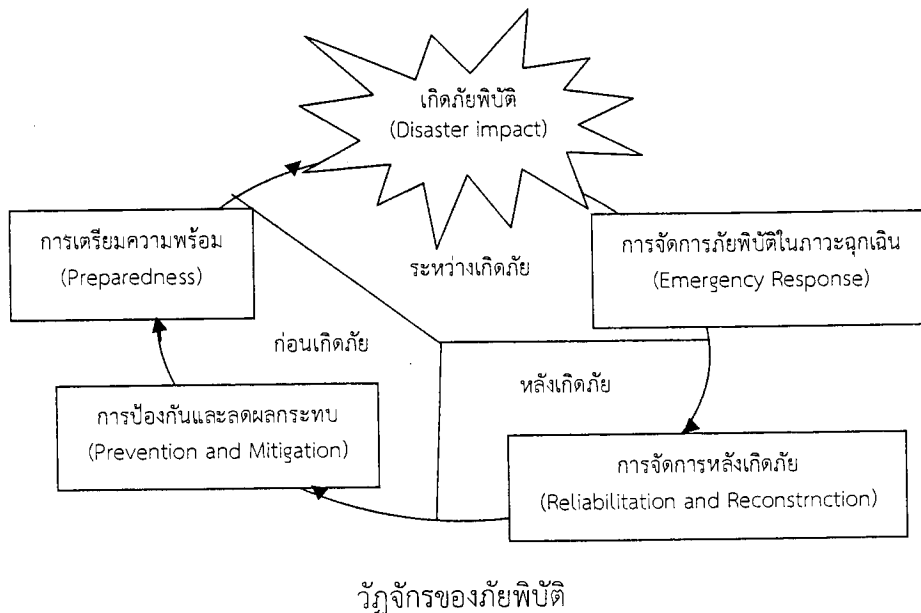 เกิดภัยพิบัติ
(Disaster impact)
การเตรียมความพร้อม
(Preparedness)
การจัดการภัยพิบัติในภาวะฉุกเฉิน
(Emergency Response)
ระหว่างเกิดภัย
ก่อนเกิดภัย
หลังเกิดภัย
การป้องกันและลดผลกระทบ
(Prevention and Mitigation)
การจัดการหลังเกิดภัย
(Reliabilitation and Reconstrnction)
วัฏจักรของภัยพิบัติ